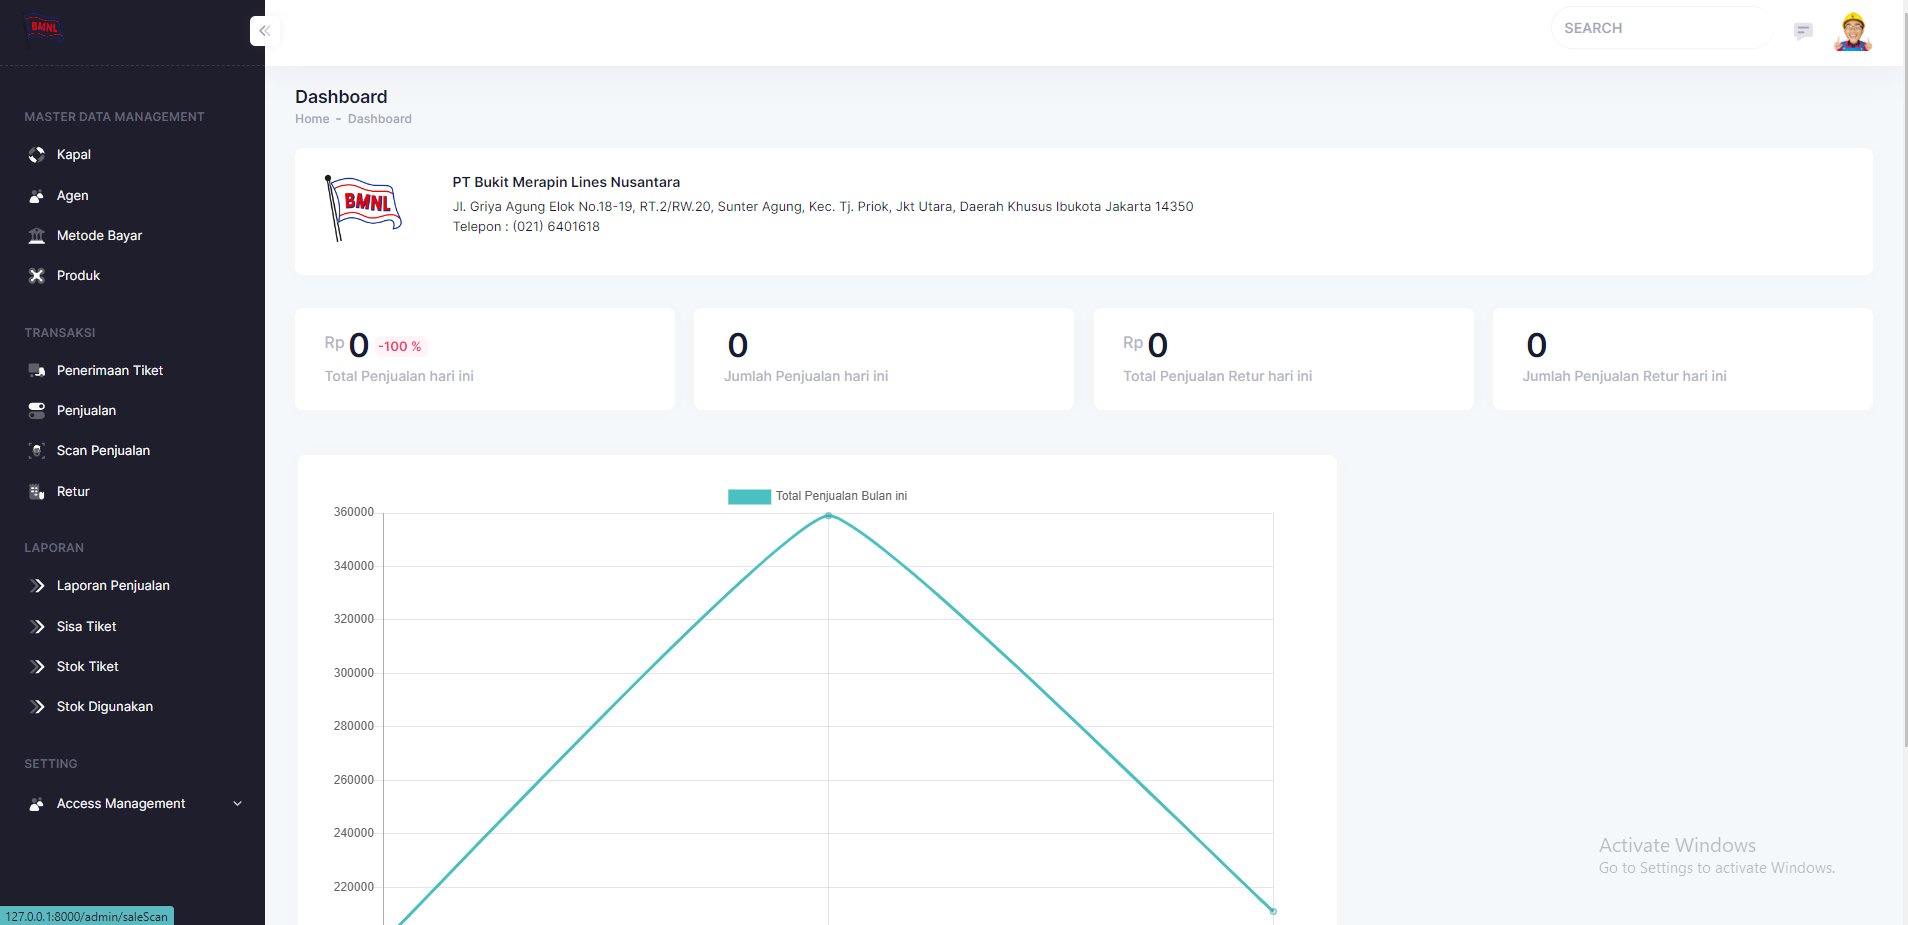 BMNL
SEARCH
MASTER DATA MANAGEMENT
Kapal
Agen
Metode Bayar
Produk
TRANSAKSI
Penerimaan Tiket
Penjualan
Scan Penjualan
Retur
LAPORAN
Laporan Penjualan
Sisa Tiket
Stok Tiket
Stok Digunakan
SETTING
Access Management
127.0.0.1:8000/admin/saleScan
Dashboard
Home - Dashboard
BMNL
PT Bukit Merapin Lines Nusantara
Jl. Griya Agung Elok No.18-19, RT.2/RW.20, Sunter Agung, Kec. Tj. Priok, Jkt Utara, Daerah Khusus Ibukota Jakarta 14350
Telepon : (021) 6401618
Rp 0 -100 %
Total Penjualan hari ini
0
Jumlah Penjualan hari ini
Rp 0
Total Penjualan Retur hari ini
0
Jumlah Penjualan Retur hari ini
Total Penjualan Bulan ini
360000
340000
320000
300000
280000
260000
240000
220000
Activate Windows
Go to Settings to activate Windows.